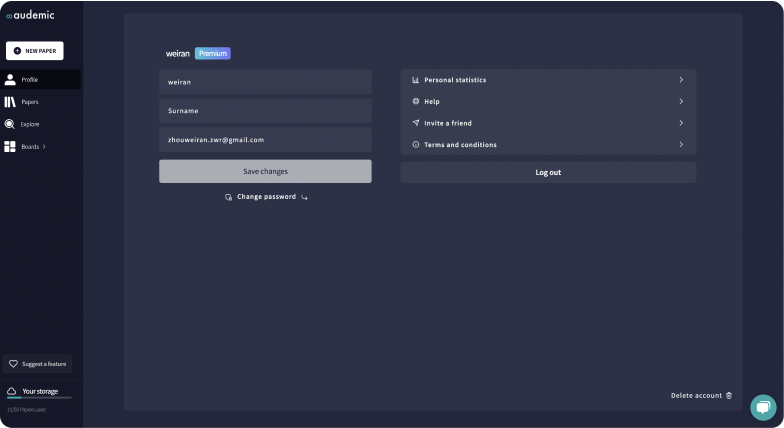 audemic
NEW PAPER
Profile
Papers
Explore
Boards
Suggest a feature
Your storage
11/50 Papers used
weiran Premium
weiran
Surname
zhouweiran.zwr@gmail.com
Save changes
Change password
Personal statistics
Help
Invite a friend
Terms and conditions
Log out
Delete account